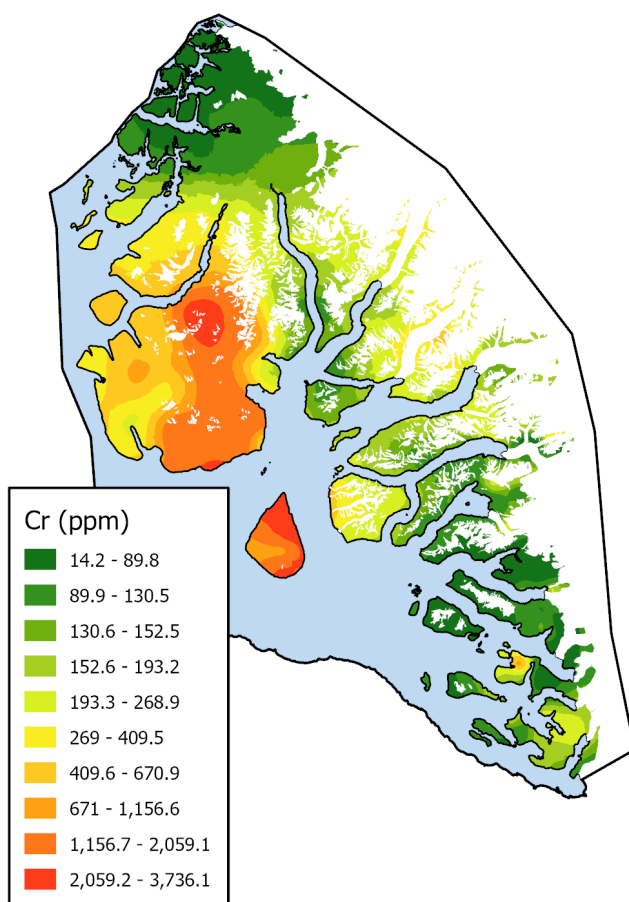 Cr (ppm)
14.2 - 89.8
89.9 - 130.5
130.6 - 152.5
152.6 - 193.2
193.3 - 268.9
269 - 409.5
409.6 - 670.9
671 - 1,156.6
1,156.7 - 2,059.1
2,059.2 - 3,736.1